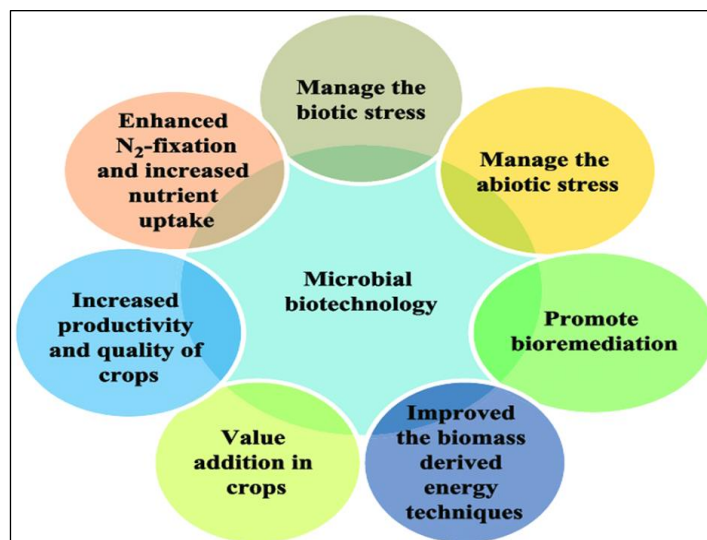 Manage the
biotic stress
Manage the
abiotic stress
Promote
bioremediation
Improved
the biomass
derived
energy
techniques
Value
addition in
crops
Increased
productivity
and quality of
crops
Enhanced
N₂-fixation
and increased
nutrient
uptake
Microbial
biotechnology